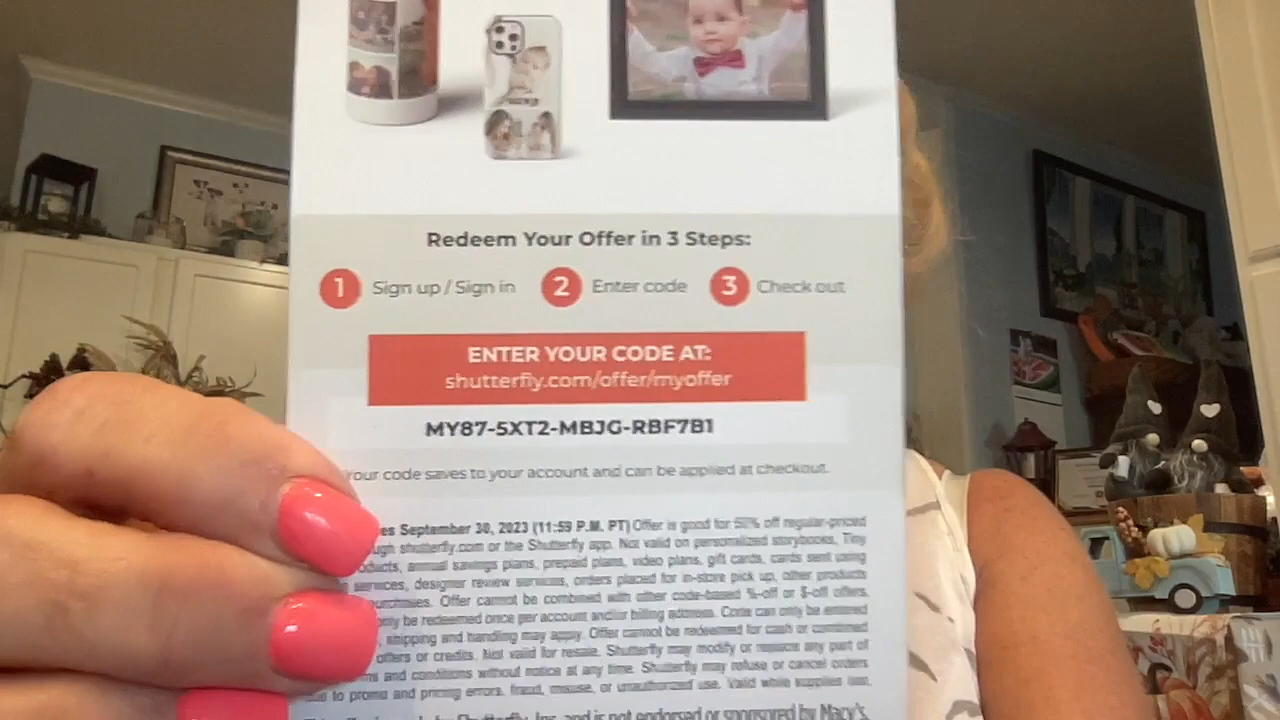 Redeem Your Offer in 3 Steps:
1 Sign up / Sign in 2 Enter code 3 Check out
ENTER YOUR CODE AT:
shutterfly.com/offer/myoffer
MY87-5XT2-MBJG-RBF7B1
Your code saves to your account and can be applied at checkout.
es September 30, 2023 (11:59 P.M. PT) Offer is good for 50% off regular-priced
ugh shutterfly.com or the Shutterfly app. Not valid on personalized storybooks, Tiny
oducts, annual savings plans, prepaid plans, video plans, gift cards, cards sent using
services, designer review services, orders placed for in-store pick up, other products
purchases. Offer cannot be combined with other code-based %-off or $-off offers.
only be redeemed once per account and/or billing address. Code can only be entered
, shipping and handling may apply. Offer cannot be redeemed for cash or combined
offers or credits. Not valid for resale. Shutterfly may modify or replace any part of
ms and conditions without notice at any time. Shutterfly may refuse or cancel orders
to promo and pricing errors, fraud, misuse, or unauthorized use. Valid while supplies last.
Shutterfly, Inc. and is not endorsed or sponsored by Macy's.